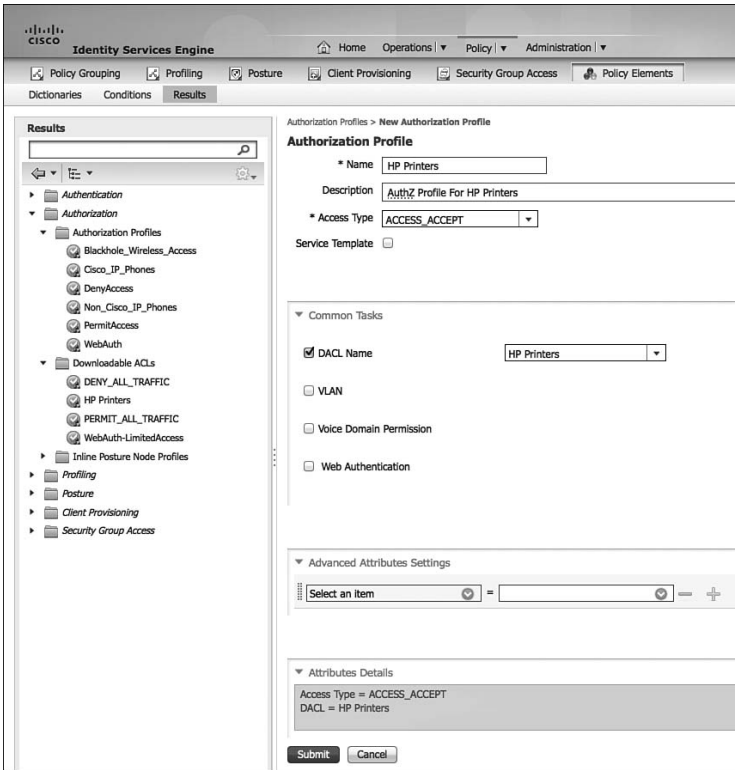 CISCO Identity Services Engine
Home Operations Policy Administration
Policy Grouping Profiling Posture Client Provisioning Security Group Access Policy Elements
Dictionaries Conditions Results
Results
Authentication
Authorization
Authorization Profiles
Blackhole_Wireless_Access
Cisco_IP_Phones
DenyAccess
Non_Cisco_IP_Phones
PermitAccess
WebAuth
Downloadable ACLs
DENY_ALL_TRAFFIC
HP Printers
PERMIT_ALL_TRAFFIC
WebAuth-LimitedAccess
Inline Posture Node Profiles
Profiling
Posture
Client Provisioning
Security Group Access
Authorization Profiles > New Authorization Profile
Authorization Profile
* Name HP Printers
Description AuthZ Profile For HP Printers
* Access Type ACCESS_ACCEPT
Service Template
Common Tasks
DACL Name HP Printers
VLAN
Voice Domain Permission
Web Authentication
Advanced Attributes Settings
Select an item =
Attributes Details
Access Type = ACCESS_ACCEPT
DACL = HP Printers
Submit Cancel